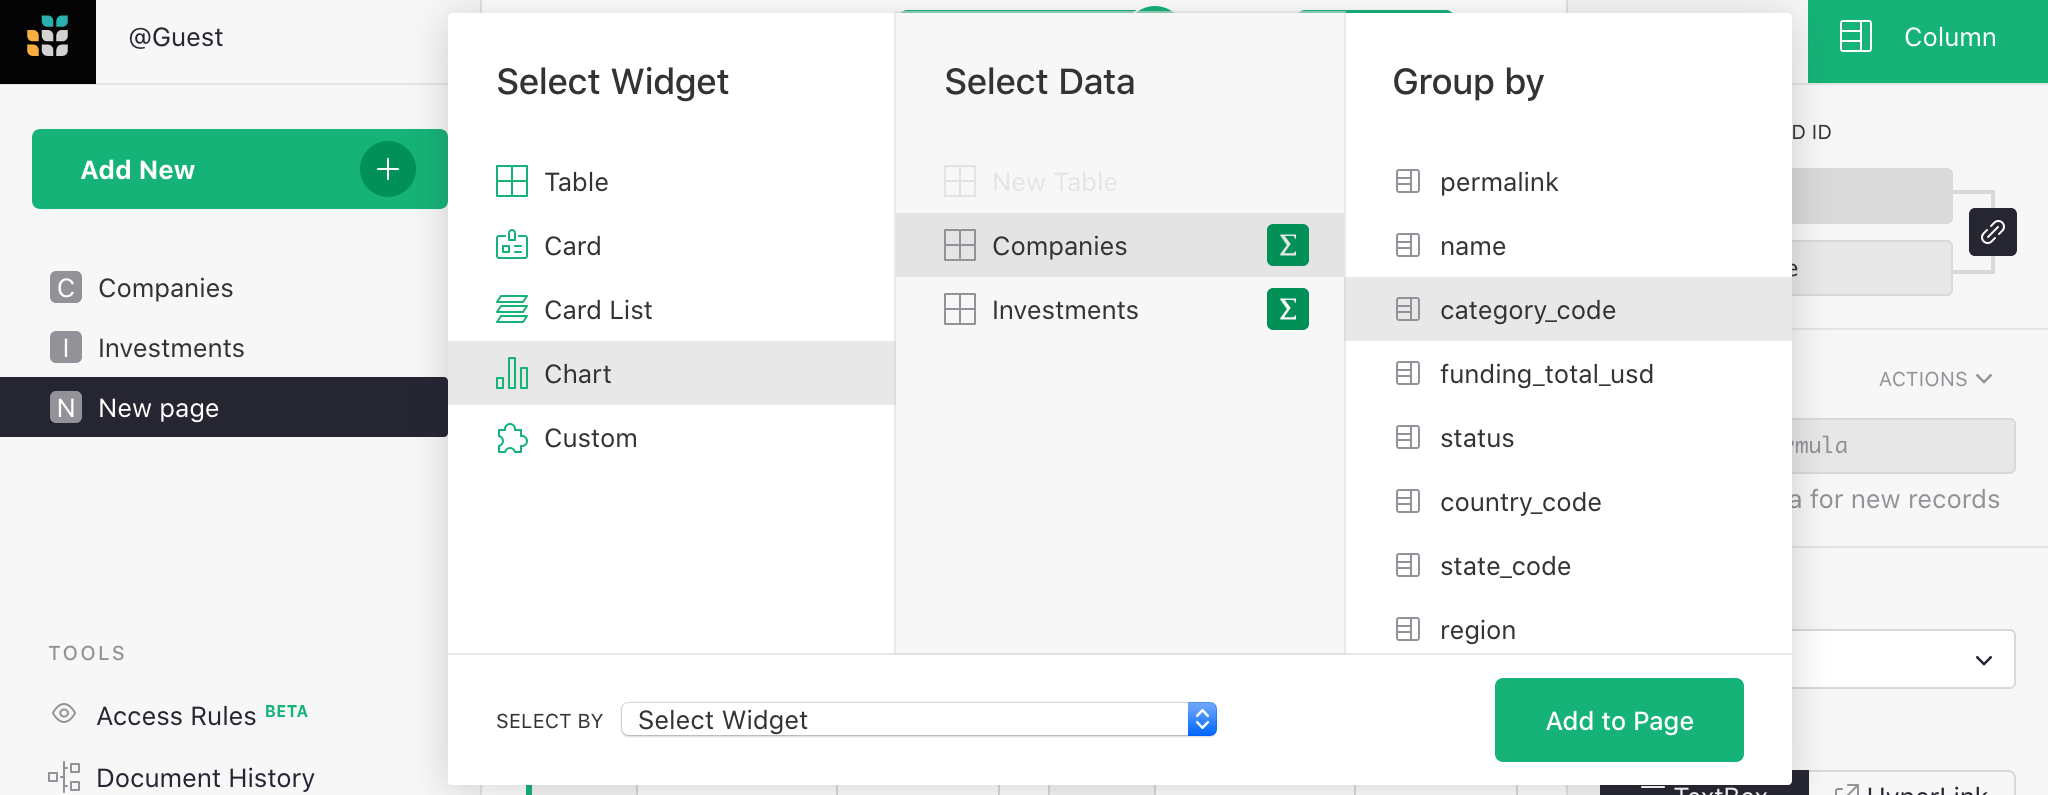 @Guest
Add New
C Companies
I Investments
N New page
TOOLS
Access Rules BETA
Document History
Select Widget
Table
Card
Card List
Chart
Custom
Select Data
New Table
Companies Σ
Investments Σ
Group by
permalink
name
category_code
funding_total_usd
status
country_code
state_code
region
SELECT BY Select Widget
Add to Page
Column
D ID
e
ACTIONS
mula
a for new records
TextBox
HyperLink